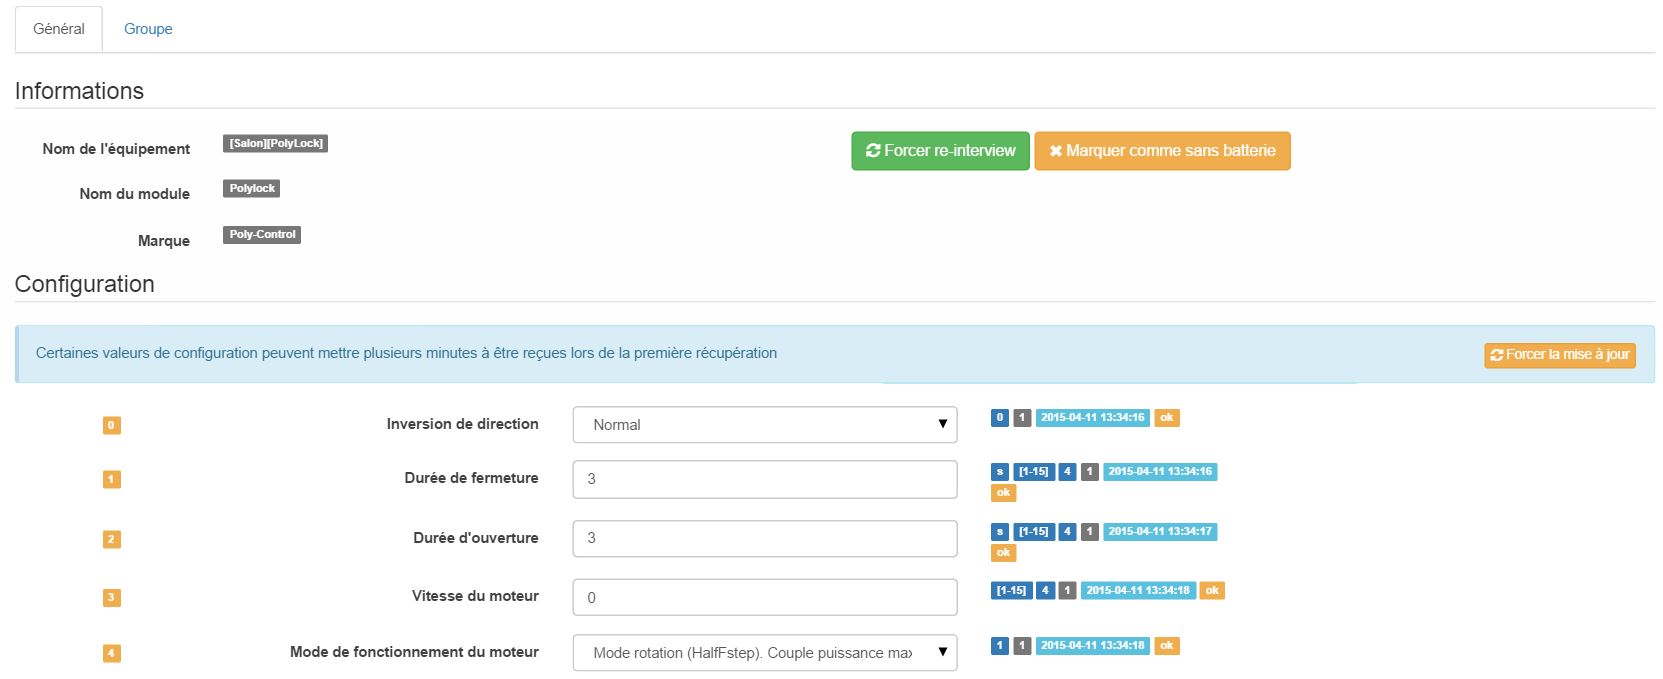 Général Groupe
Informations
Nom de l'équipement [Salon][PolyLock] Forcer re-interview Marquer comme sans batterie
Nom du module Polylock
Marque Poly-Control
Configuration
Certaines valeurs de configuration peuvent mettre plusieurs minutes à être reçues lors de la première récupération Forcer la mise à jour
0 Inversion de direction Normal 0 1 2015-04-11 13:34:16 ok
1 Durée de fermeture 3 s [1-15] 4 1 2015-04-11 13:34:16
ok
2 Durée d'ouverture 3 s [1-15] 4 1 2015-04-11 13:34:17
ok
3 Vitesse du moteur 0 [1-15] 4 1 2015-04-11 13:34:18 ok
4 Mode de fonctionnement du moteur Mode rotation (HalfFstep). Couple puissance max 1 1 2015-04-11 13:34:18 ok